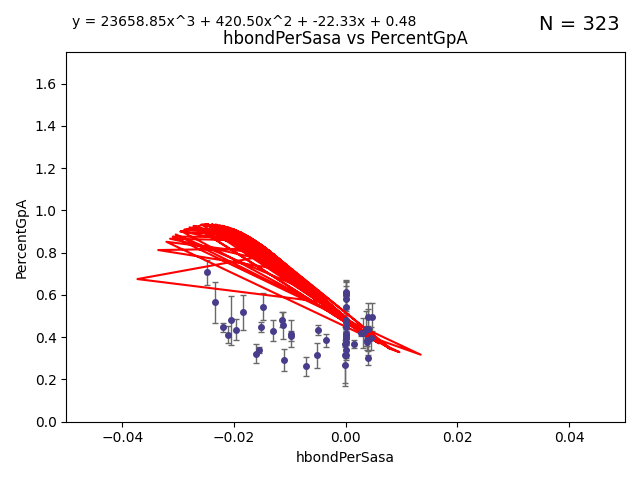 y = 23658.85x^3 + 420.50x^2 + -22.33x + 0.48
N = 323
hbondPerSasa vs PercentGpA
PercentGpA
1.6
1.4
1.2
1.0
0.8
0.6
0.4
0.2
0.0
−0.04 −0.02 0.00 0.02 0.04
hbondPerSasa